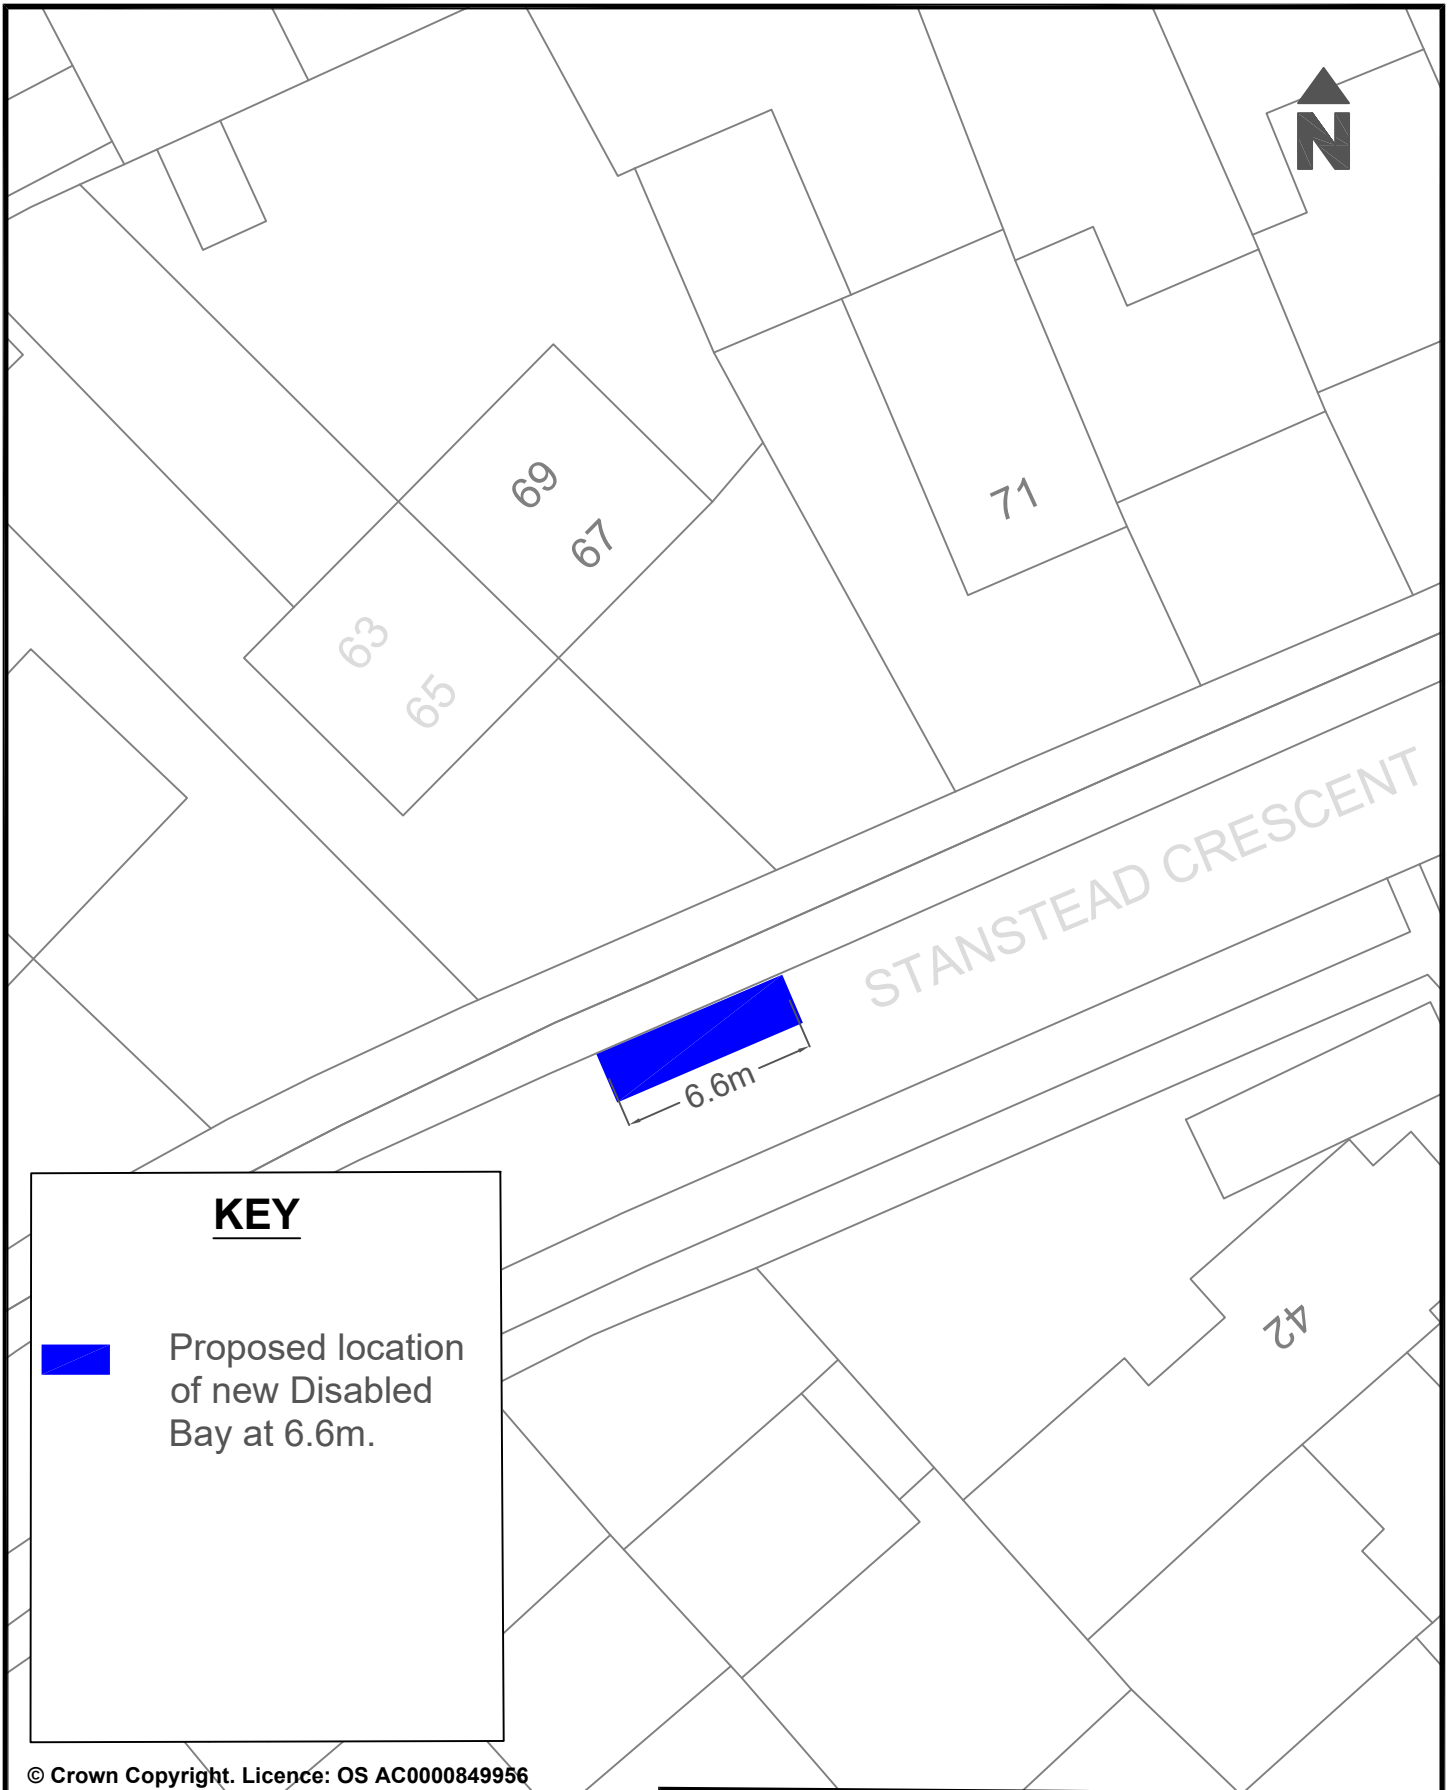 N
69
67
71
63
65
STANSTEAD CRESCENT
6.6m
KEY
Proposed location
of new Disabled
Bay at 6.6m.
42
© Crown Copyright. Licence: OS AC0000849956